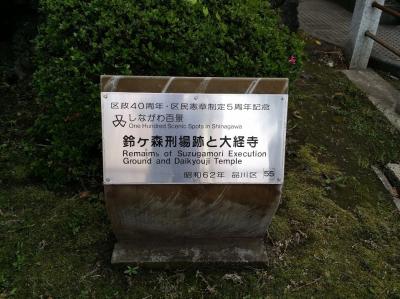 区政40周年・区民憲章制定5周年記念
しながわ百景
One Hundred Scenic Spots in Shinagawa
鈴ヶ森刑場跡と大経寺
Remains of Suzugamori Execution
Ground and Daikyouji Temple
昭和62年 品川区 55